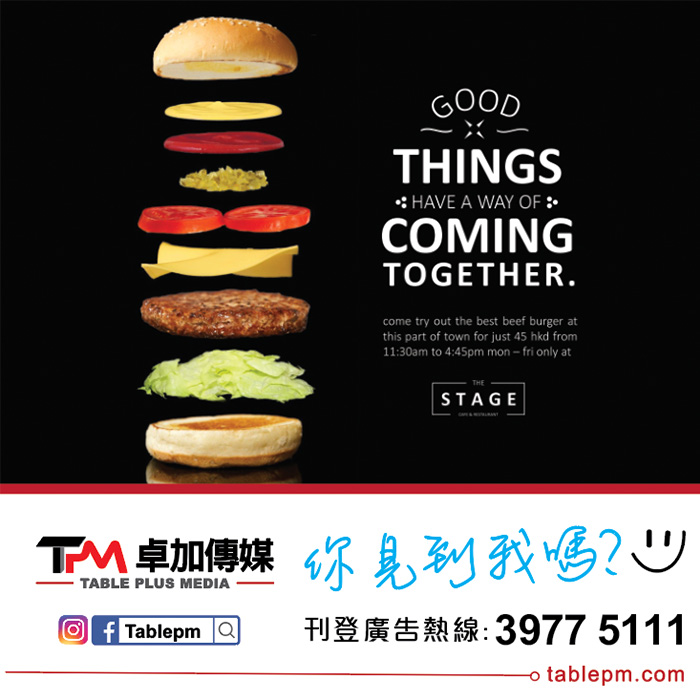 GOOD
THINGS
HAVE A WAY OF
COMING
TOGETHER.
come try out the best beef burger at
this part of town for just 45 hkd from
11:30am to 4:45pm mon – fri only at
THE
STAGE
CAFE & RESTAURANT
TPM 卓加傳媒
TABLE PLUS MEDIA
你見到我嗎?
f Tablepm
刊登廣告熱線: 3977 5111
tablepm.com